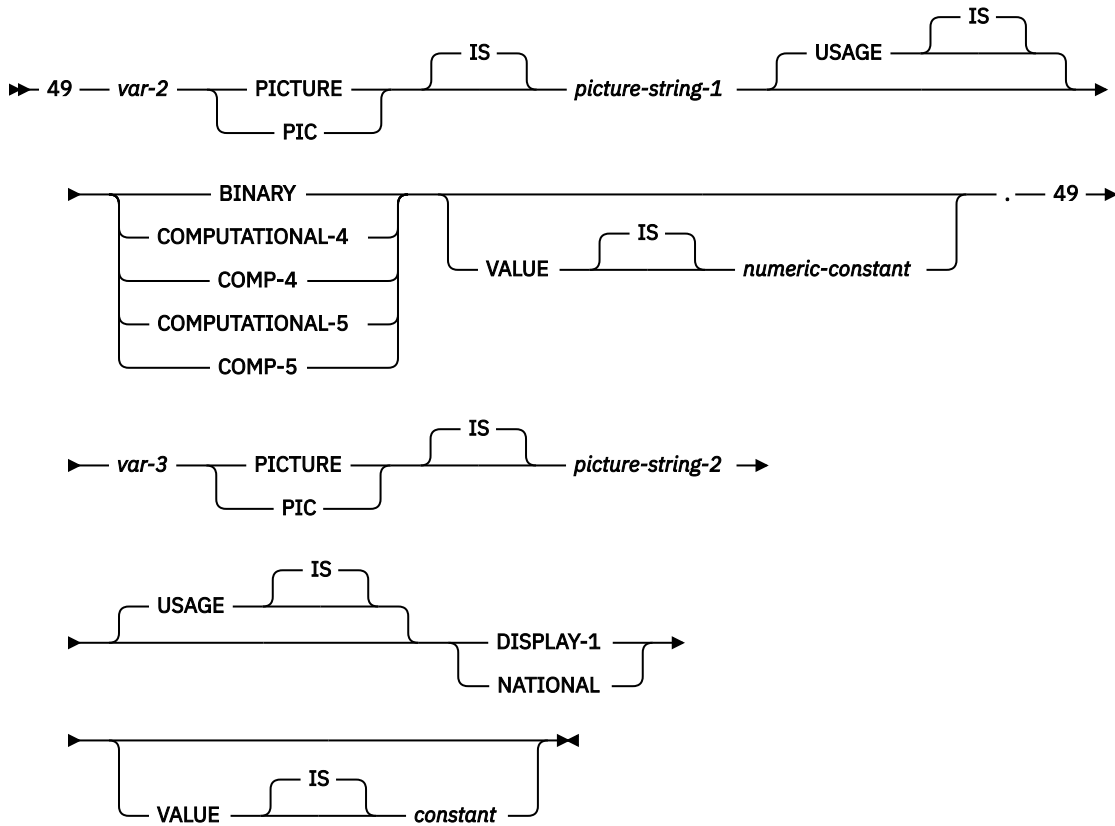 IS
IS USAGE
49 var-2 PICTURE IS picture-string-1
PIC
BINARY . 49
COMPUTATIONAL-4 IS
COMP-4 VALUE numeric-constant
COMPUTATIONAL-5
COMP-5
IS
var-3 PICTURE picture-string-2
PIC
IS
USAGE
DISPLAY-1
NATIONAL
IS
VALUE constant